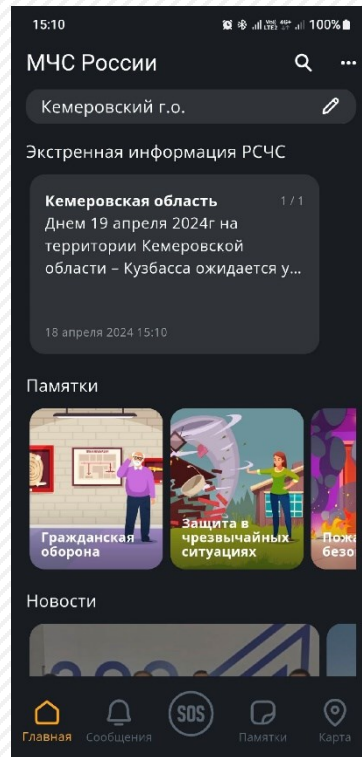 15:10 100%
МЧС России
Кемеровский г.о.
Экстренная информация РСЧС
Кемеровская область 1 / 1
Днем 19 апреля 2024г на
территории Кемеровской
области – Кузбасса ожидается у...
18 апреля 2024 15:10
Памятки
Гражданская
оборона
Защита в
чрезвычайных
ситуациях
Пожа
безо
Новости
SOS
Главная Сообщения Памятки Карта